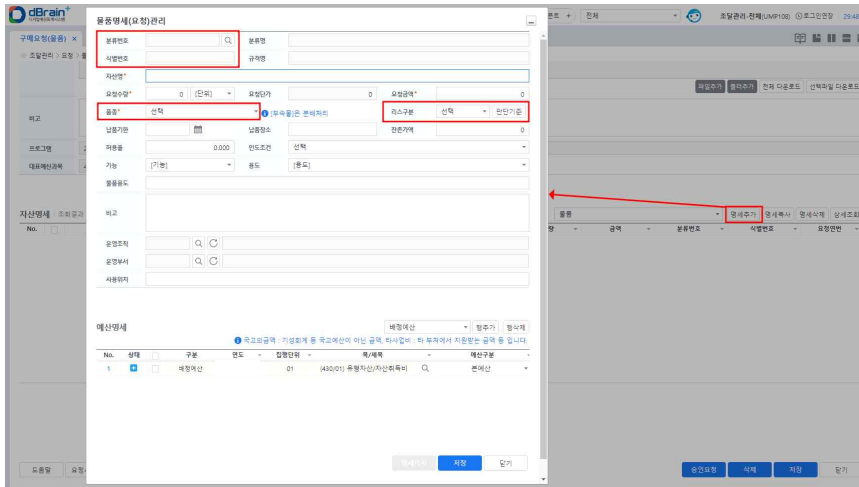 dBrain+
물품명세(요청)관리
+ 전체
조달관리-전체(UMP108) 로그인연장 29:48
구매요청(물품) ×
조달관리 > 요청 >
분류번호 분류명
식별번호 규격명
자산명*
요청수량* 0 [단위] 요청단가 0 요청금액* 0
파일추가 폴더추가 전체 다운로드 선택파일 다운로드
품종* 선택 (부속물)은 분배처리 리스구분 선택 판단기준
비고
납품기한 납품장소 잔존가액 0
프로그램
허용율 0.000 인도조건 선택
대표예산과목
기능 [기능] 용도 [용도]
물품용도
자산명세 조회결과
비고
물품 명세추가 명세복사 명세삭제 상세조회
No.
금액 분류번호 식별번호 요청연번
운영조직
운영부서
사용위치
예산명세 배정예산 행추가 행삭제
국고외금액 : 기성회계 등 국고예산이 아닌 금액, 타사업비 : 타 부처에서 지원받는 금액 등 입니다.
No. 상태 구분 연도 집행단위 목/세목 예산구분
1 배정예산 01 (430/01) 유형자산/자산취득비 본예산
저장 닫기
도움말 승인요청 삭제 저장 닫기